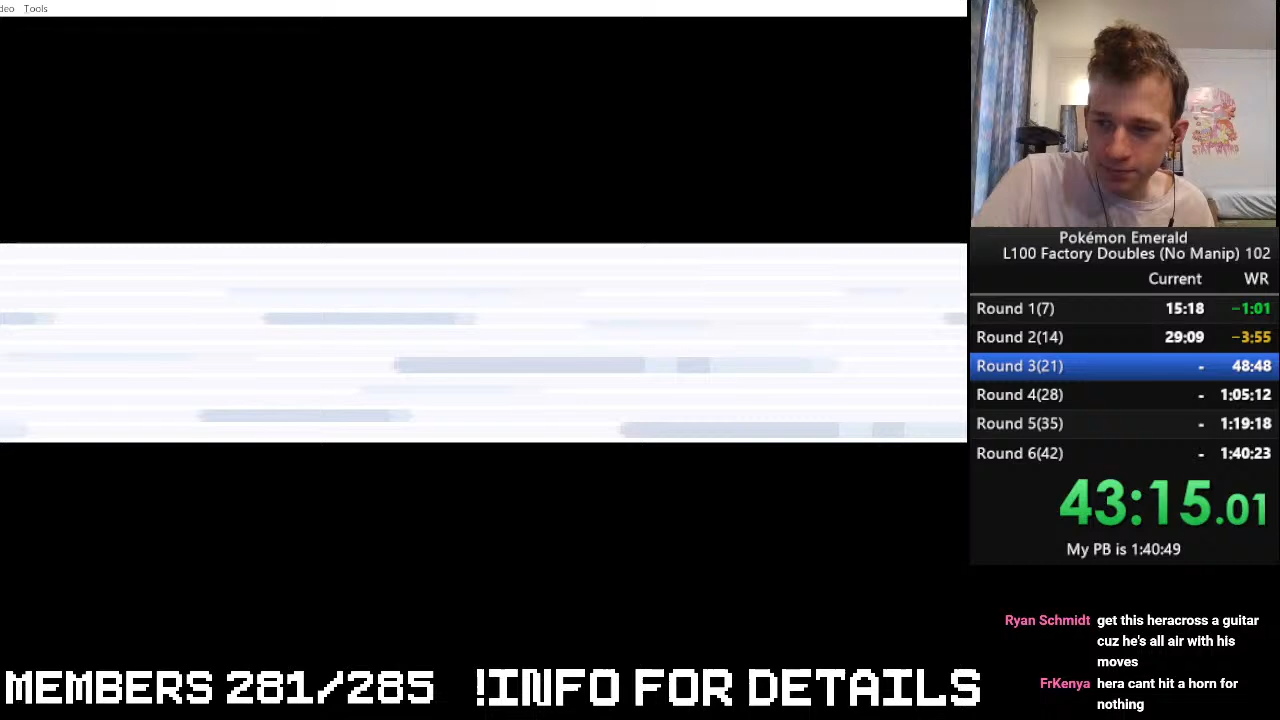 deo Tools
STAY WEIRD
Pokémon Emerald
L100 Factory Doubles (No Manip) 102
Current WR
Round 1(7) 15:18 −1:01
Round 2(14) 29:09 −3:55
Round 3(21) - 48:48
Round 4(28) - 1:05:12
Round 5(35) - 1:19:18
Round 6(42) - 1:40:23
43:15.01
My PB is 1:40:49
Ryan Schmidt get this heracross a guitar
cuz he's all air with his
moves
FrKenya hera cant hit a horn for
nothing
MEMBERS 281/285 !INFO FOR DETAILS